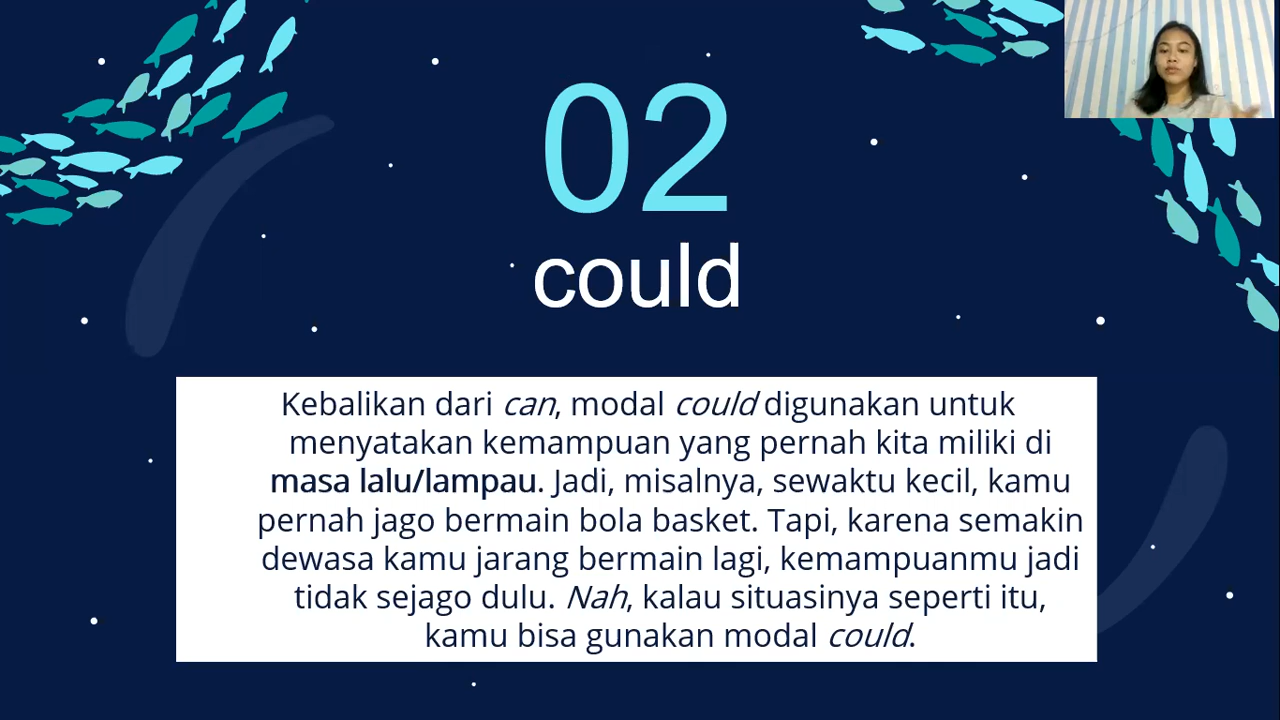 02
could
Kebalikan dari can, modal could digunakan untuk
menyatakan kemampuan yang pernah kita miliki di
masa lalu/lampau. Jadi, misalnya, sewaktu kecil, kamu
pernah jago bermain bola basket. Tapi, karena semakin
dewasa kamu jarang bermain lagi, kemampuanmu jadi
tidak sejago dulu. Nah, kalau situasinya seperti itu,
kamu bisa gunakan modal could.